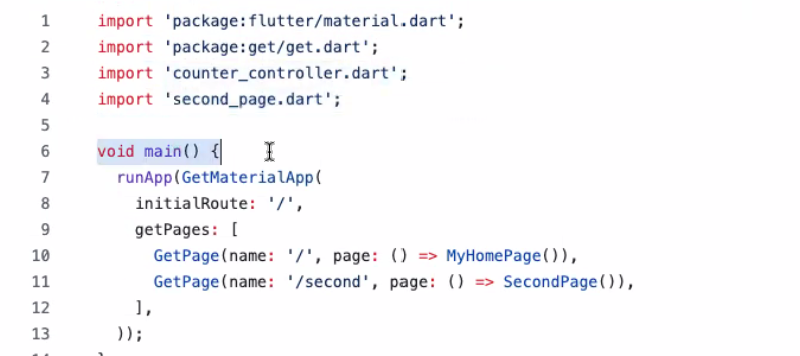 1 import 'package:flutter/material.dart';
2 import 'package:get/get.dart';
3 import 'counter_controller.dart';
4 import 'second_page.dart';
5
6 void main() {
7 runApp(GetMaterialApp(
8 initialRoute: '/',
9 getPages: [
10 GetPage(name: '/', page: () => MyHomePage()),
11 GetPage(name: '/second', page: () => SecondPage()),
12 ],
13 ));